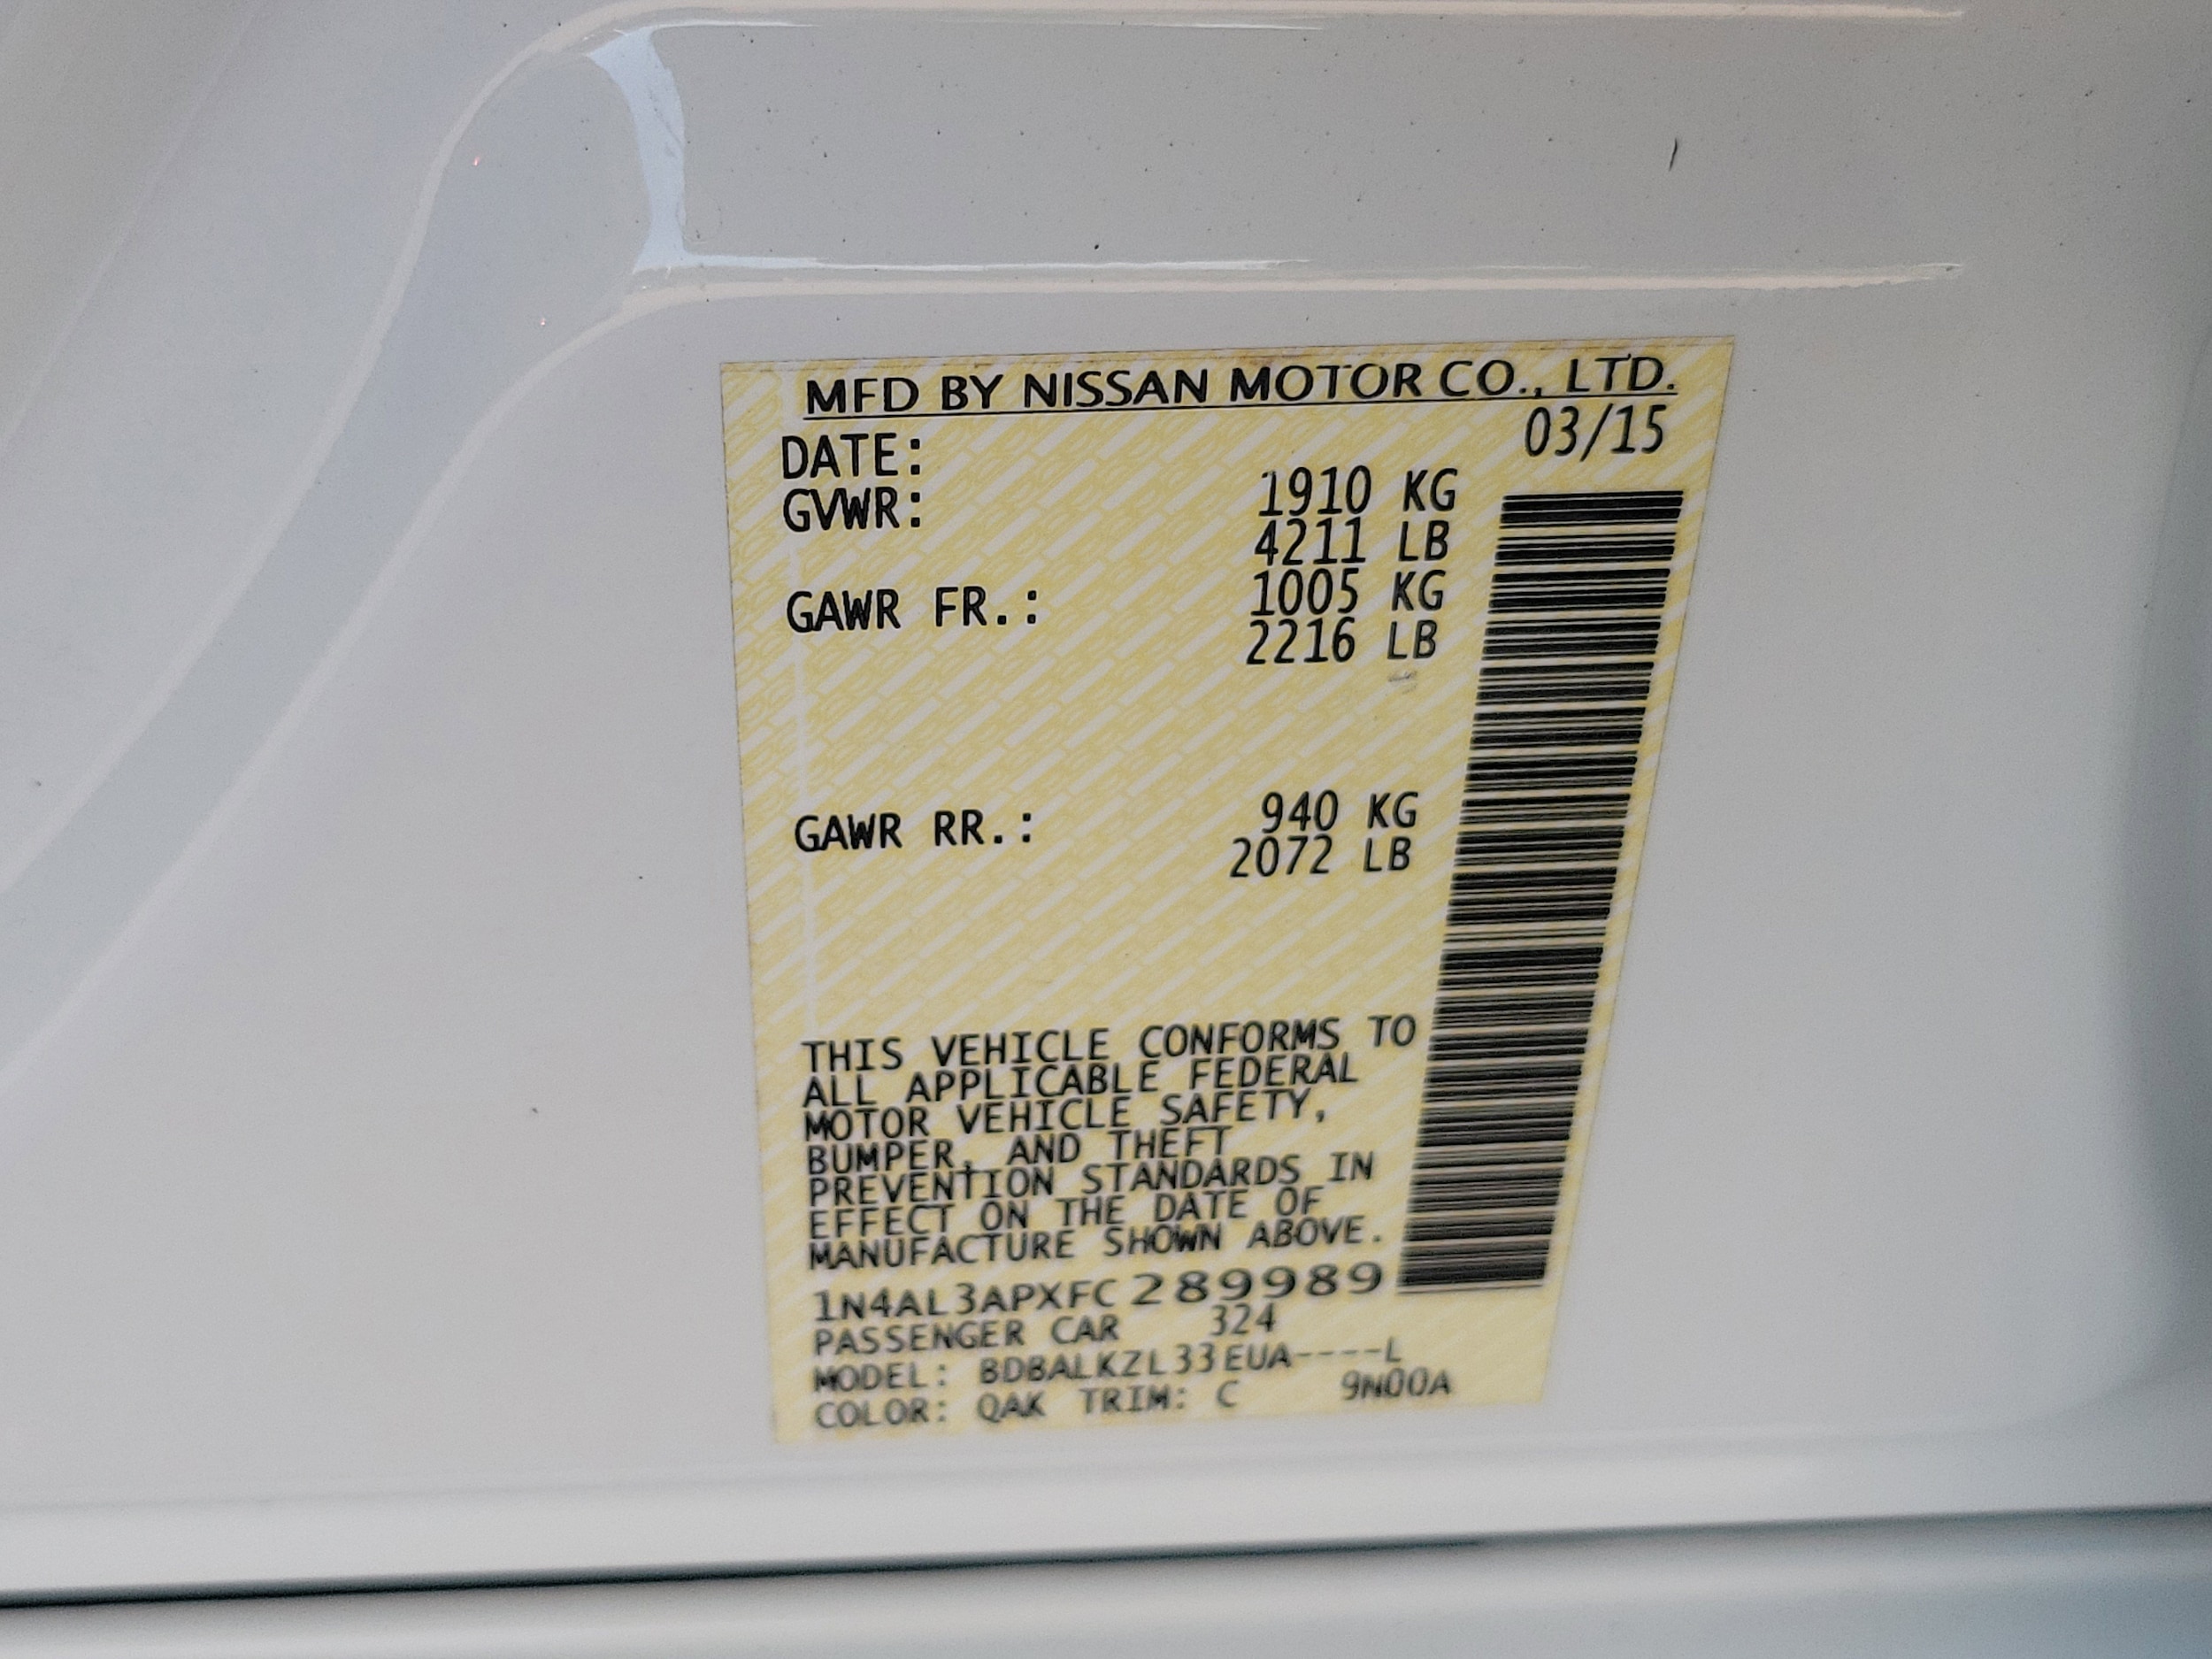 MFD BY NISSAN MOTOR CO., LTD.
DATE: 03/15
GVWR: 1910 KG
4211 LB
GAWR FR.: 1005 KG
2216 LB
GAWR RR.: 940 KG
2072 LB
THIS VEHICLE CONFORMS TO
ALL APPLICABLE FEDERAL
MOTOR VEHICLE SAFETY,
BUMPER, AND THEFT
PREVENTION STANDARDS IN
EFFECT ON THE DATE OF
MANUFACTURE SHOWN ABOVE.
1N4AL3APXFC289989
PASSENGER CAR 324
MODEL: BDBALKZL33EUA----L
COLOR: QAK TRIM: C 9N00A